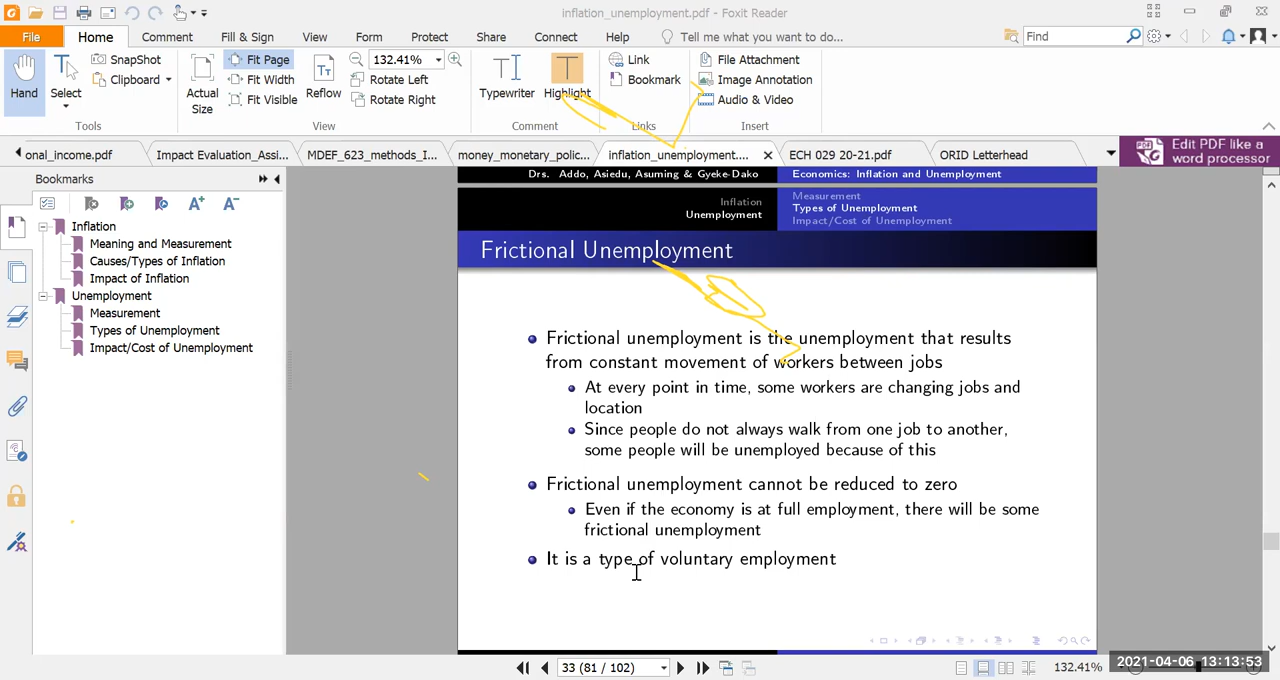 inflation_unemployment.pdf - Foxit Reader
File Home Comment Fill & Sign View Form Protect Share Connect Help Tell me what you want to do... Find
Hand
Select
SnapShot
Clipboard
Tools
Actual
Size
Fit Page
Fit Width
Fit Visible
Reflow
132.41%
Rotate Left
Rotate Right
View
Typewriter
Highlight
Comment
Link
Bookmark
Links
File Attachment
Image Annotation
Audio & Video
Insert
onal_income.pdf Impact Evaluation_Assi... MDEF_623_methods_I... money_monetary_polic... inflation_unemployment.... ECH 029 20-21.pdf ORID Letterhead
Edit PDF like a
word processor
Bookmarks
Inflation
Meaning and Measurement
Causes/Types of Inflation
Impact of Inflation
Unemployment
Measurement
Types of Unemployment
Impact/Cost of Unemployment
Drs. Addo, Asiedu, Asuming & Gyeke-Dako Economics: Inflation and Unemployment
Inflation
Unemployment
Measurement
Types of Unemployment
Impact/Cost of Unemployment
Frictional Unemployment
Frictional unemployment is the unemployment that results
from constant movement of workers between jobs
At every point in time, some workers are changing jobs and
location
Since people do not always walk from one job to another,
some people will be unemployed because of this
Frictional unemployment cannot be reduced to zero
Even if the economy is at full employment, there will be some
frictional unemployment
It is a type of voluntary employment
33 (81 / 102) 132.41%
2021-04-06 13:13:53